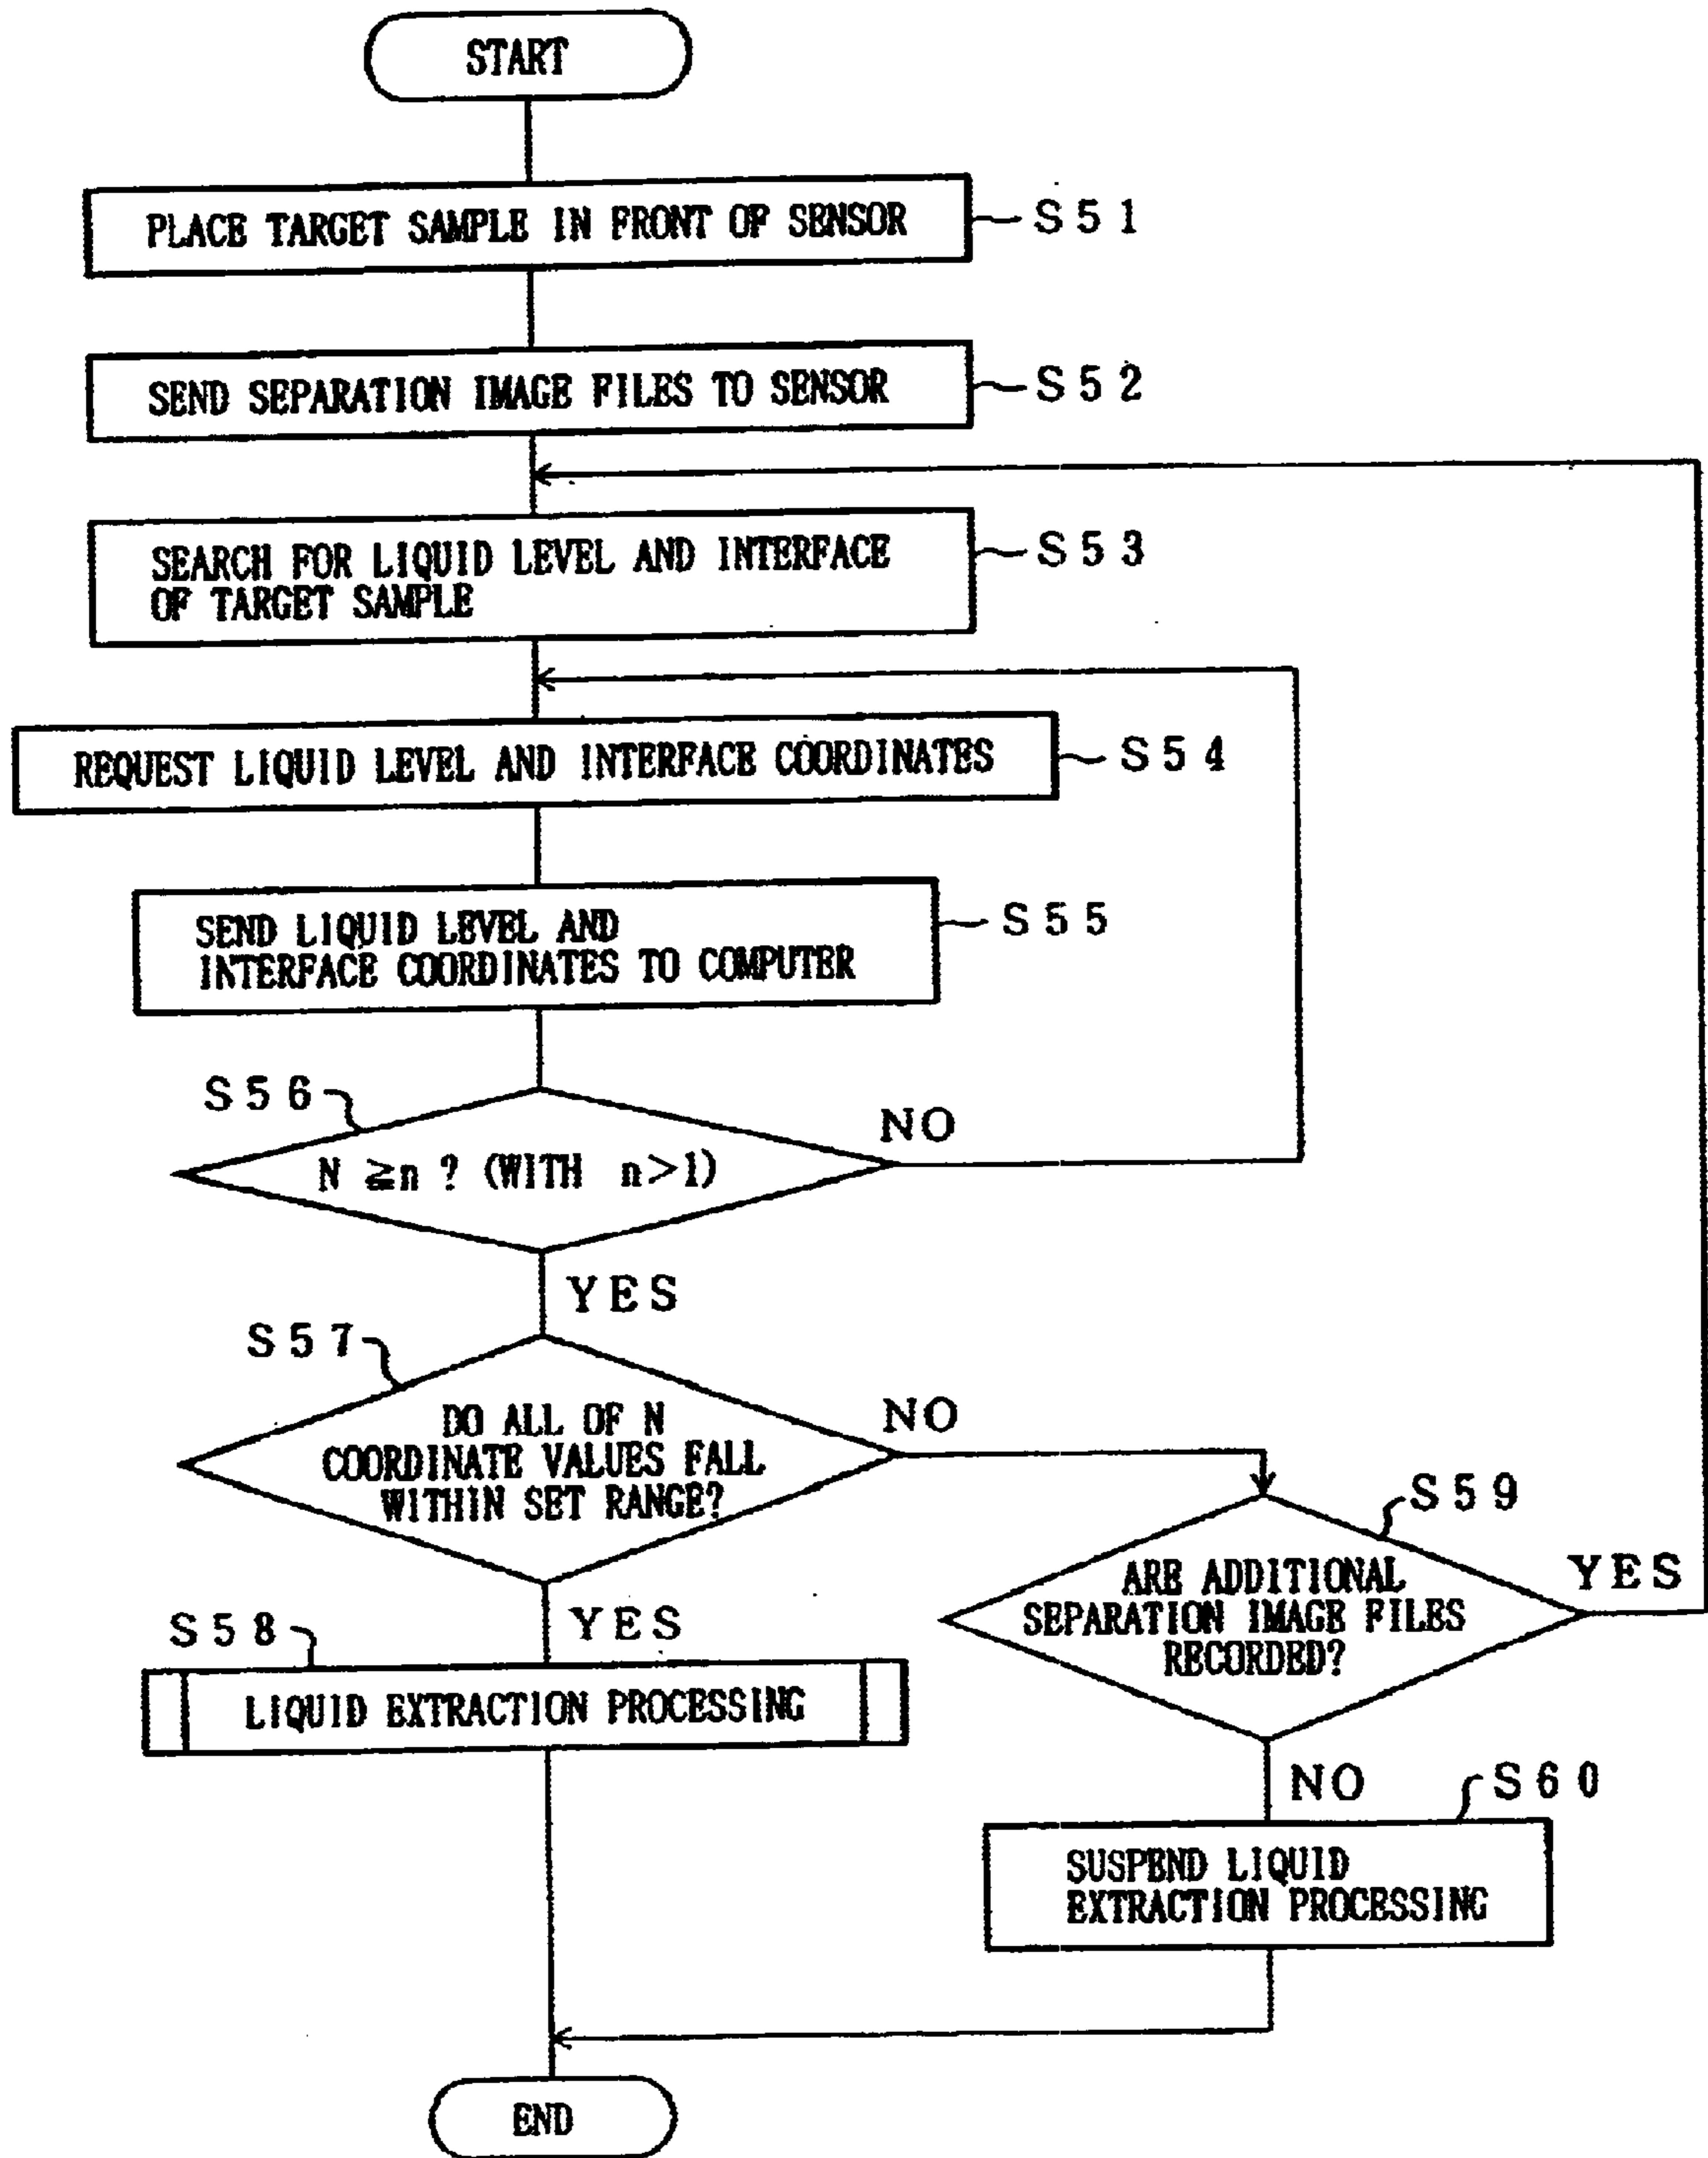 START
PLACE TARGET SAMPLE IN FRONT OF SENSOR
S51
SEND SEPARATION IMAGE FILES TO SENSOR
S52
SEARCH FOR LIQUID LEVEL AND INTERFACE
OF TARGET SAMPLE
S53
REQUEST LIQUID LEVEL AND INTERFACE COORDINATES
S54
SEND LIQUID LEVEL AND
INTERFACE COORDINATES TO COMPUTER
S55
S56
N ≧n ? (WITH n>1)
NO
YES
S57
DO ALL OF N
COORDINATE VALUES FALL
WITHIN SET RANGE?
NO
YES
S59
ARE ADDITIONAL
SEPARATION IMAGE FILES
RECORDED?
YES
NO
S58
LIQUID EXTRACTION PROCESSING
S60
SUSPEND LIQUID
EXTRACTION PROCESSING
END